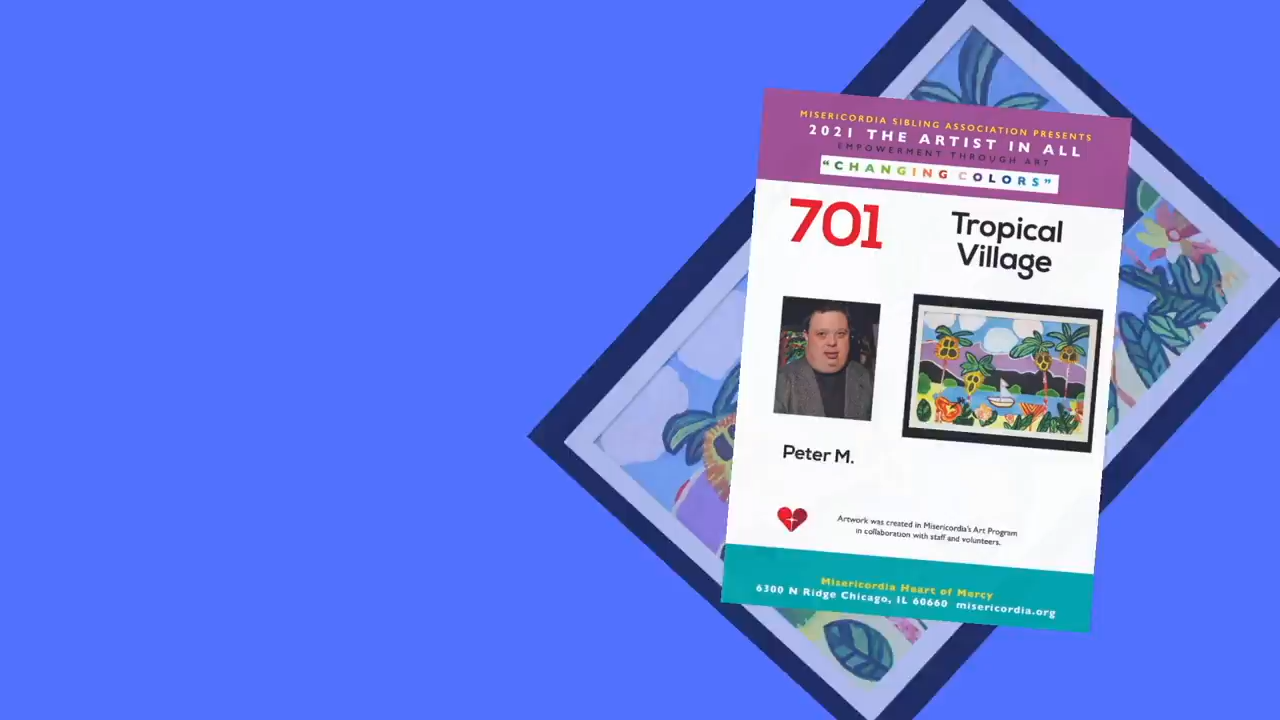 MISERICORDIA SIBLING ASSOCIATION PRESENTS
2021 THE ARTIST IN ALL
EMPOWERMENT THROUGH ART
"CHANGING COLORS"
701
Tropical
Village
Peter M.
Artwork was created in Misericordia's Art Program
in collaboration with staff and volunteers.
Misericordia Heart of Mercy
6300 N Ridge Chicago, IL 60660 misericordia.org